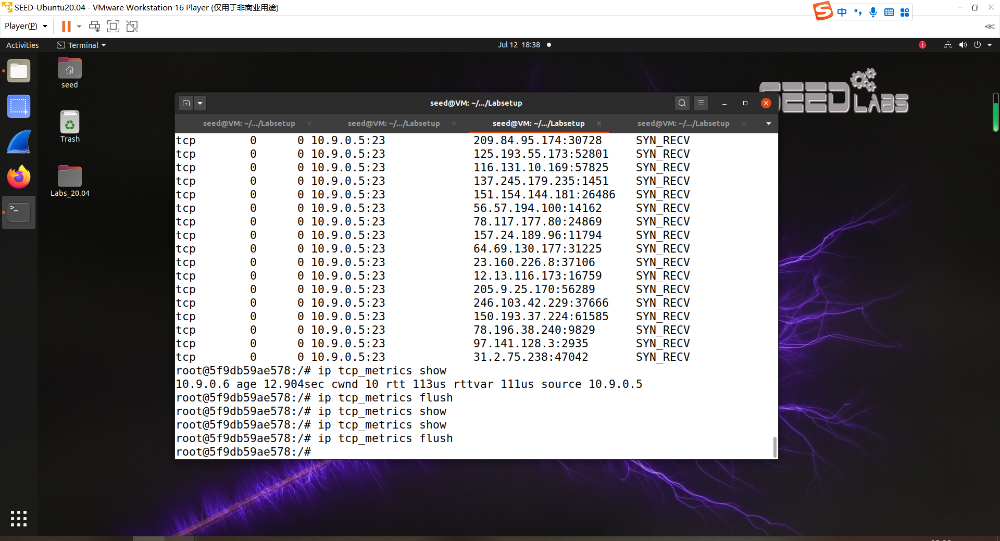 SEED-Ubuntu20.04 - VMware Workstation 16 Player (仅用于非商业用途)
中
Player(P)
Activities
Terminal
Jul 12 18:38
seed
Trash
Labs_20.04
SEED LABS
seed@VM: ~/.../Labsetup
seed@VM: ~/.../Labsetup
seed@VM: ~/.../Labsetup
seed@VM: ~/.../Labsetup
seed@VM: ~/.../Labsetup
tcp 0 0 10.9.0.5:23 209.84.95.174:30728 SYN_RECV
tcp 0 0 10.9.0.5:23 125.193.55.173:52801 SYN_RECV
tcp 0 0 10.9.0.5:23 116.131.10.169:57825 SYN_RECV
tcp 0 0 10.9.0.5:23 137.245.179.235:1451 SYN_RECV
tcp 0 0 10.9.0.5:23 151.154.144.181:26486 SYN_RECV
tcp 0 0 10.9.0.5:23 56.57.194.100:14162 SYN_RECV
tcp 0 0 10.9.0.5:23 78.117.177.80:24869 SYN_RECV
tcp 0 0 10.9.0.5:23 157.24.189.96:11794 SYN_RECV
tcp 0 0 10.9.0.5:23 64.69.130.177:31225 SYN_RECV
tcp 0 0 10.9.0.5:23 23.160.226.8:37106 SYN_RECV
tcp 0 0 10.9.0.5:23 12.13.116.173:16759 SYN_RECV
tcp 0 0 10.9.0.5:23 205.9.25.170:56289 SYN_RECV
tcp 0 0 10.9.0.5:23 246.103.42.229:37666 SYN_RECV
tcp 0 0 10.9.0.5:23 150.193.37.224:61585 SYN_RECV
tcp 0 0 10.9.0.5:23 78.196.38.240:9829 SYN_RECV
tcp 0 0 10.9.0.5:23 97.141.128.3:2935 SYN_RECV
tcp 0 0 10.9.0.5:23 31.2.75.238:47042 SYN_RECV
root@5f9db59ae578:/# ip tcp_metrics show
10.9.0.6 age 12.904sec cwnd 10 rtt 113us rttvar 111us source 10.9.0.5
root@5f9db59ae578:/# ip tcp_metrics flush
root@5f9db59ae578:/# ip tcp_metrics show
root@5f9db59ae578:/# ip tcp_metrics show
root@5f9db59ae578:/# ip tcp_metrics flush
root@5f9db59ae578:/#